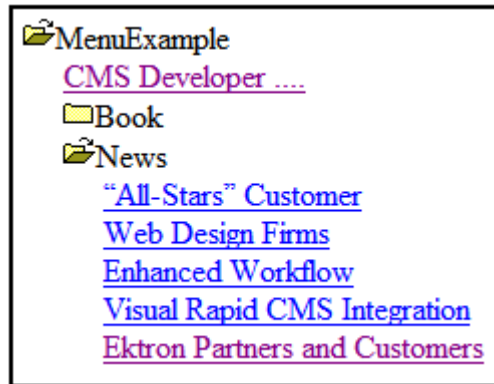 MenuExample
CMS Developer ....
Book
News
“All-Stars” Customer
Web Design Firms
Enhanced Workflow
Visual Rapid CMS Integration
Ektron Partners and Customers